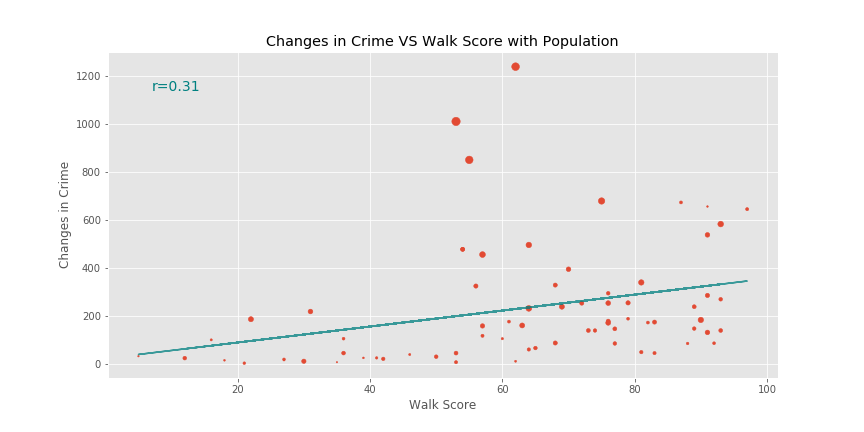 Changes in Crime VS Walk Score with Population
r=0.31
Changes in Crime
1200
1000
800
600
400
200
0
20 40 60 80 100
Walk Score